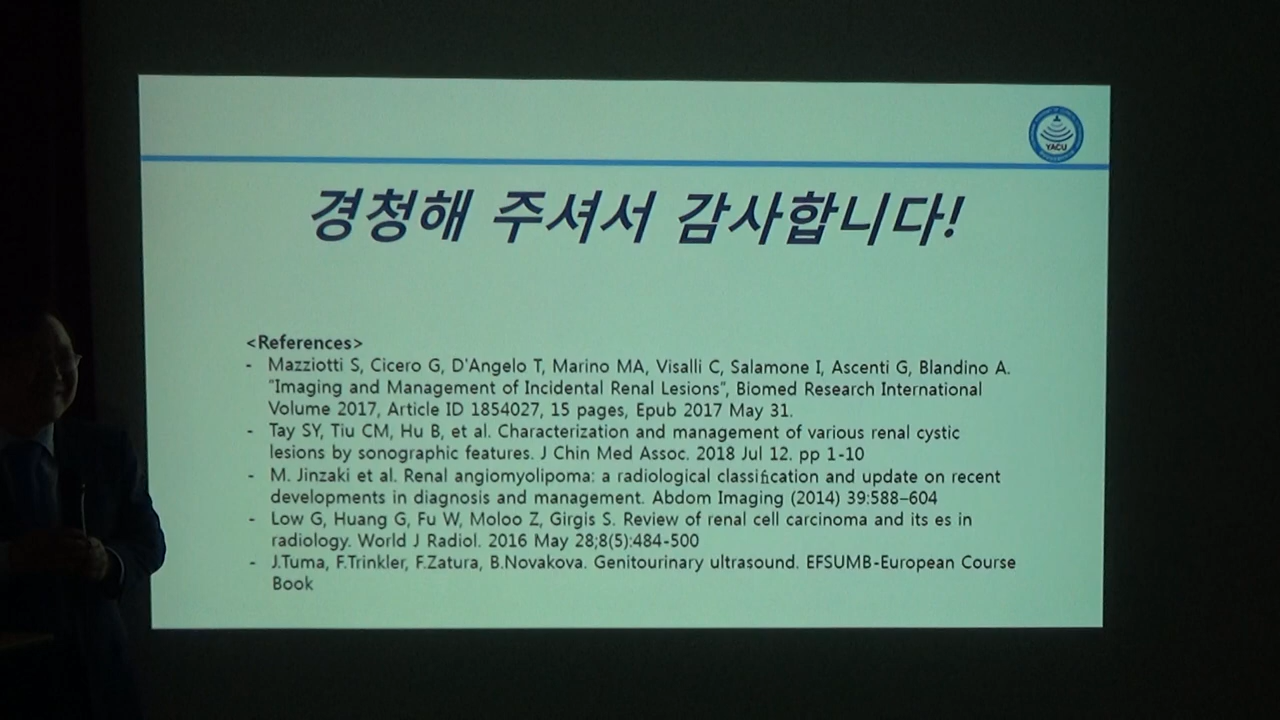 YACU
경청해 주셔서 감사합니다!
<References>
- Mazziotti S, Cicero G, D'Angelo T, Marino MA, Visalli C, Salamone I, Ascenti G, Blandino A.
"Imaging and Management of Incidental Renal Lesions", Biomed Research International
Volume 2017, Article ID 1854027, 15 pages, Epub 2017 May 31.
- Tay SY, Tiu CM, Hu B, et al. Characterization and management of various renal cystic
lesions by sonographic features. J Chin Med Assoc. 2018 Jul 12. pp 1-10
- M. Jinzaki et al. Renal angiomyolipoma: a radiological classification and update on recent
developments in diagnosis and management. Abdom Imaging (2014) 39:588–604
- Low G, Huang G, Fu W, Moloo Z, Girgis S. Review of renal cell carcinoma and its es in
radiology. World J Radiol. 2016 May 28;8(5):484-500
- J.Tuma, F.Trinkler, F.Zatura, B.Novakova. Genitourinary ultrasound. EFSUMB-European Course
Book